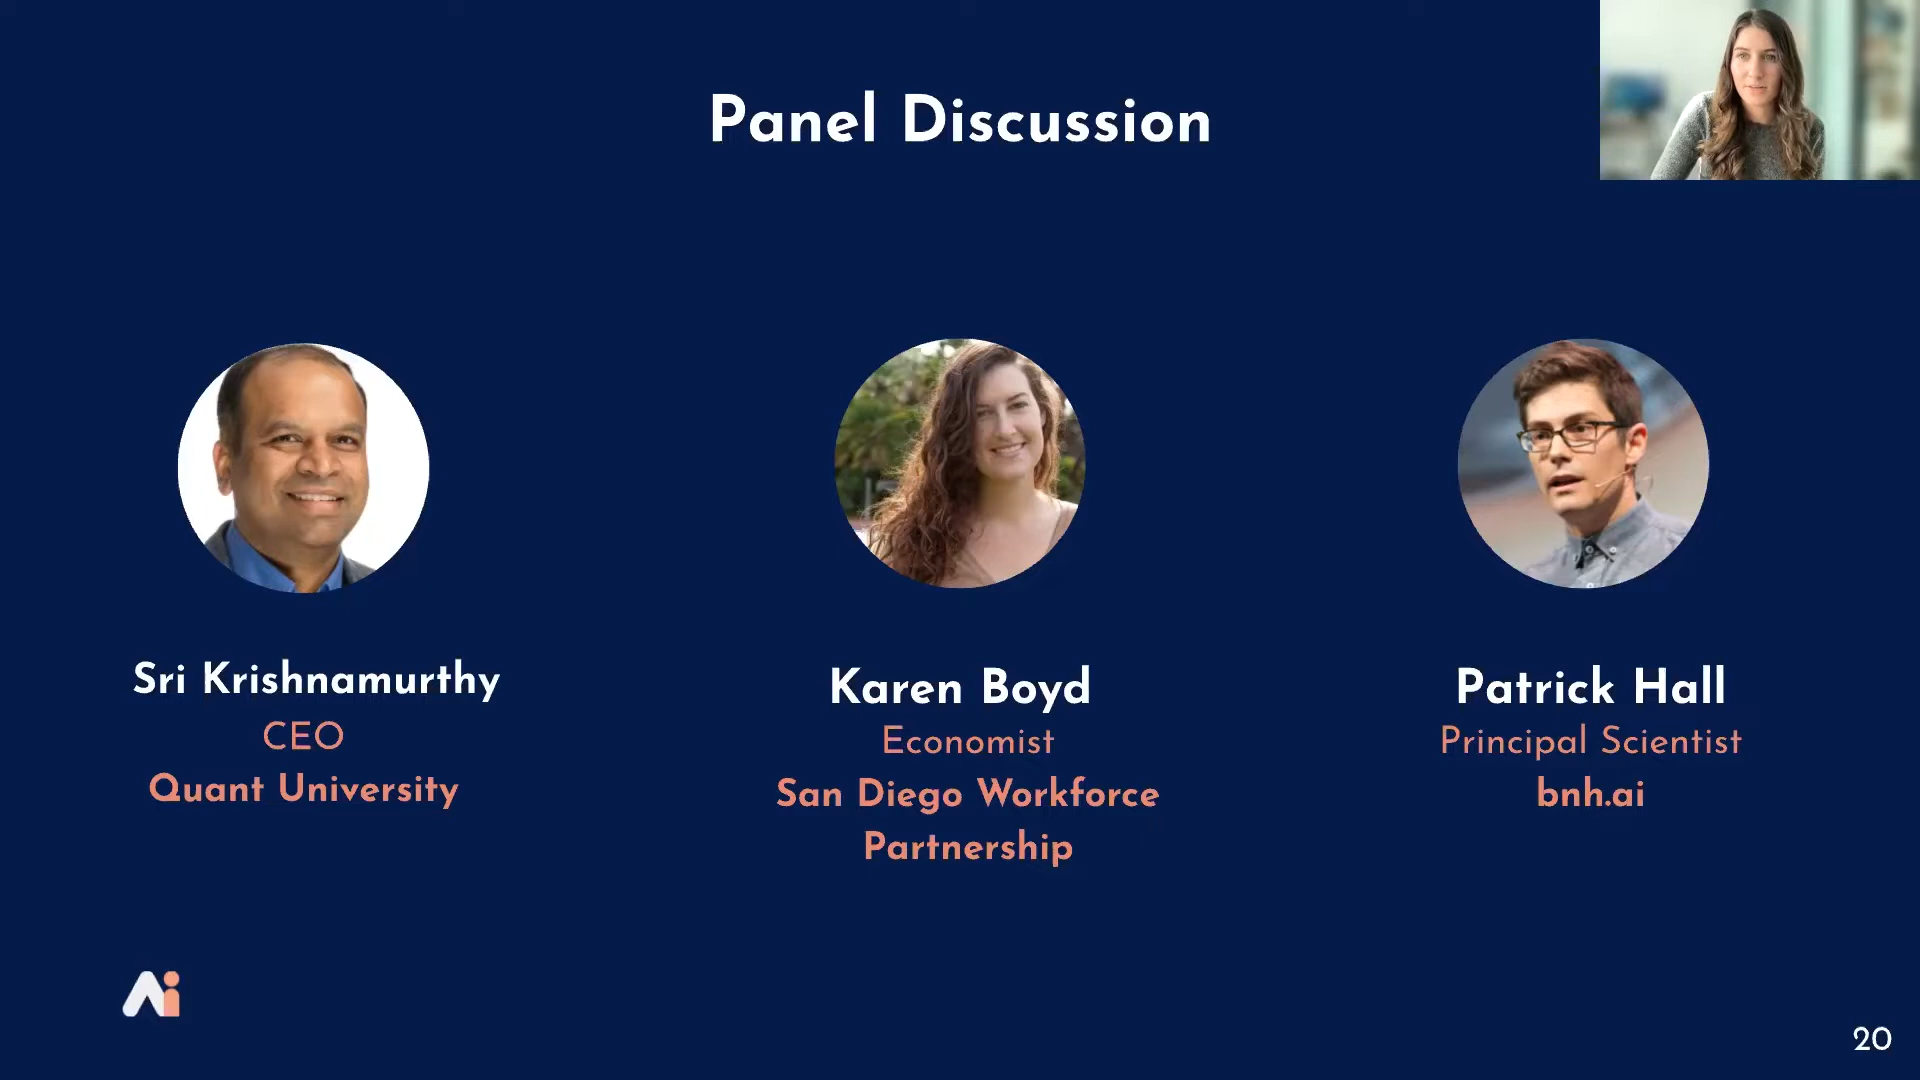 Panel Discussion
Sri Krishnamurthy
CEO
Quant University
Karen Boyd
Economist
San Diego Workforce
Partnership
Patrick Hall
Principal Scientist
bnh.ai
Ai
20